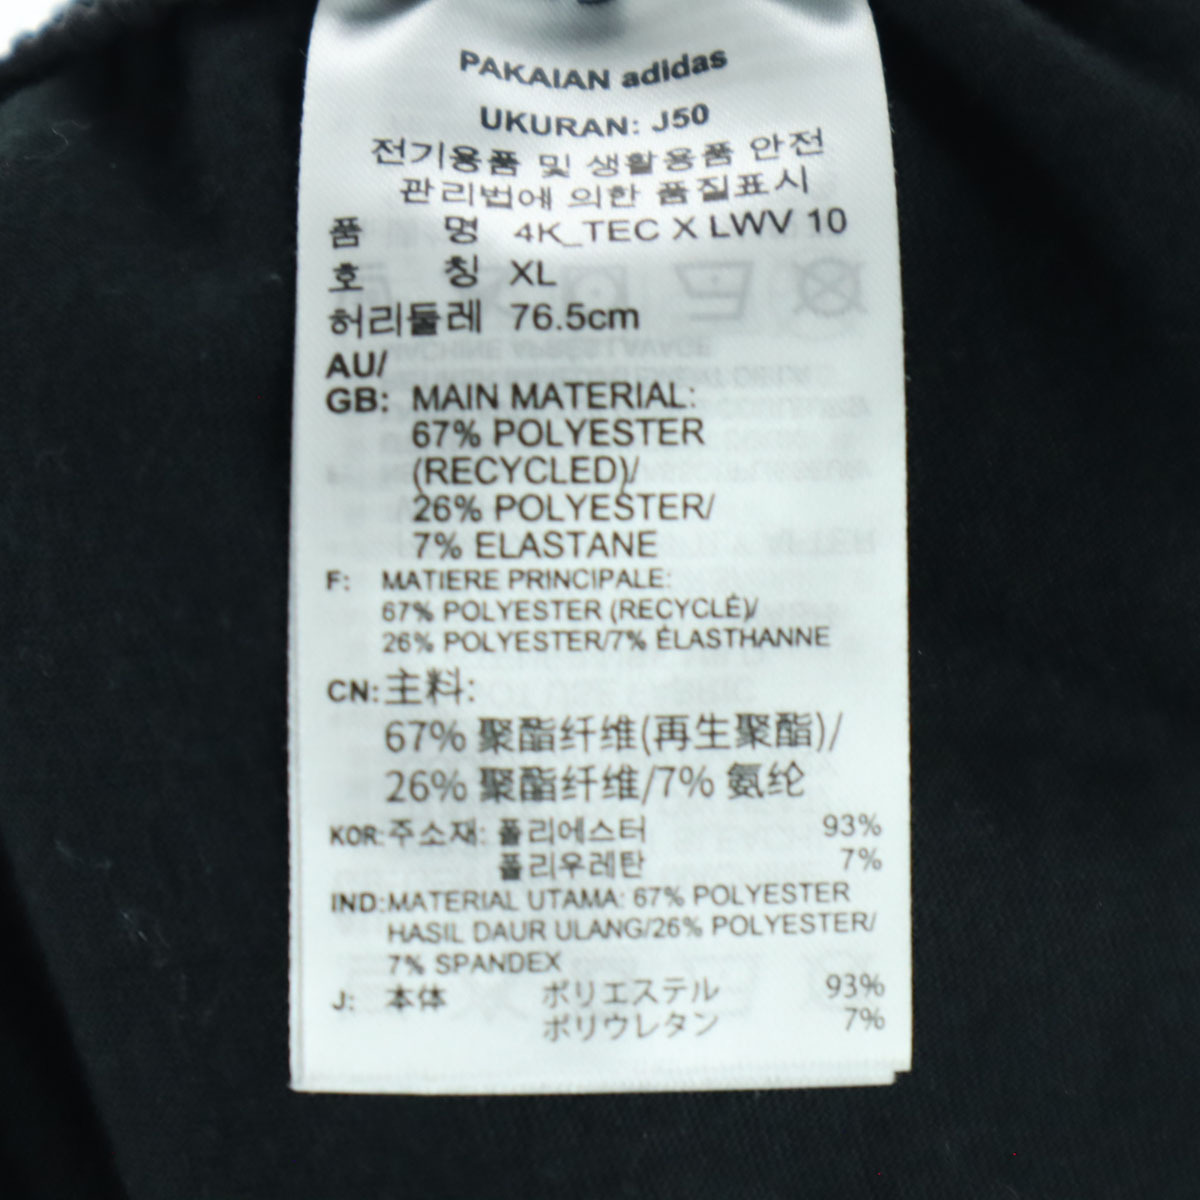 PAKAIAN adidas
UKURAN: J50
전기용품 및 생활용품 안전
관리법에 의한 품질표시
품 명 4K_TEC X LWV 10
호 칭 XL
허리둘레 76.5cm
AU/
GB: MAIN MATERIAL:
67% POLYESTER
(RECYCLED)/
26% POLYESTER/
7% ELASTANE
F: MATIERE PRINCIPALE:
67% POLYESTER (RECYCLÉ)/
26% POLYESTER/7% ÉLASTHANNE
CN: 主料:
67% 聚酯纤维(再生聚酯)/
26% 聚酯纤维/7% 氨纶
KOR: 주소재: 폴리에스터 93%
폴리우레탄 7%
IND: MATERIAL UTAMA: 67% POLYESTER
HASIL DAUR ULANG/26% POLYESTER/
7% SPANDEX
J: 本体 ポリエステル 93%
ポリウレタン 7%